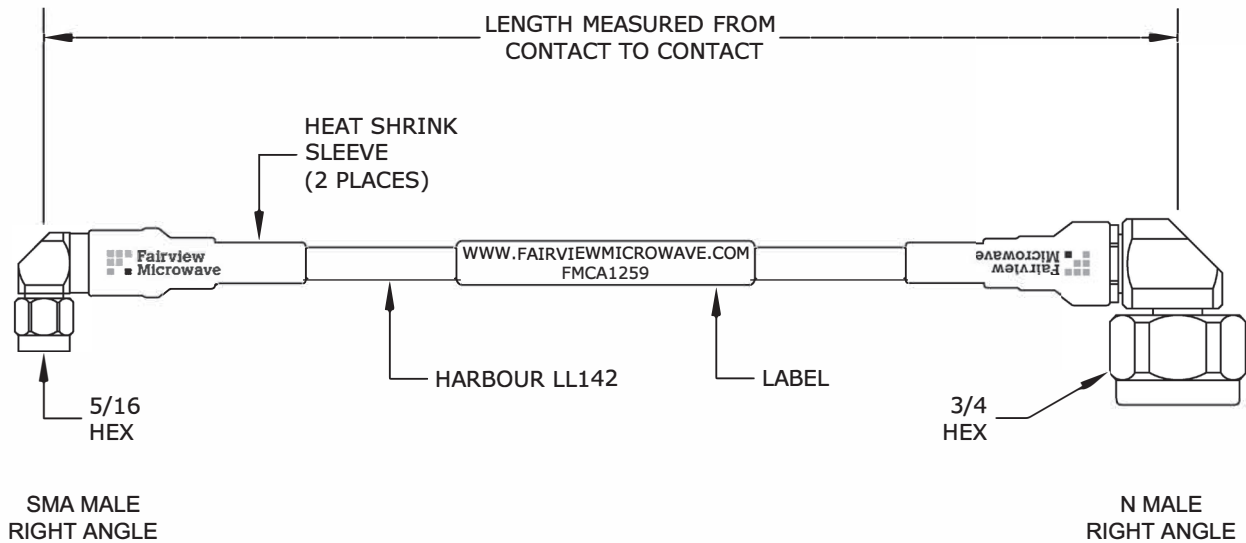 LENGTH MEASURED FROM
CONTACT TO CONTACT
HEAT SHRINK
SLEEVE
(2 PLACES)
Fairview
Microwave
WWW.FAIRVIEWMICROWAVE.COM
FMCA1259
Fairview
Microwave
HARBOUR LL142
LABEL
5/16
HEX
3/4
HEX
SMA MALE
RIGHT ANGLE
N MALE
RIGHT ANGLE